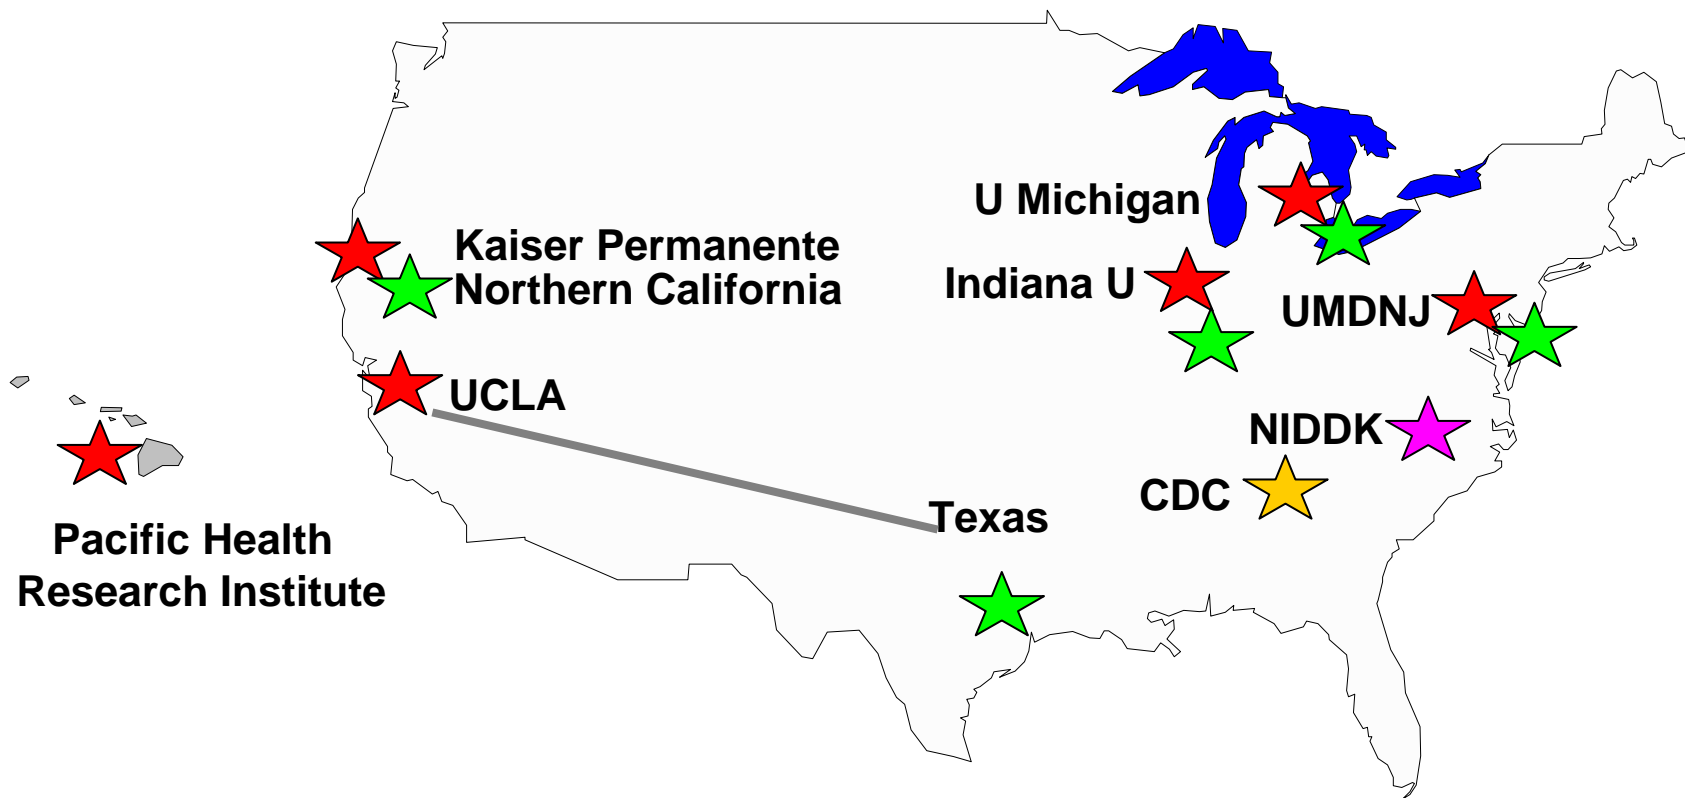 U Michigan
Kaiser Permanente
Northern California
Indiana U
UMDNJ
UCLA
NIDDK
CDC
Texas
Pacific Health
Research Institute